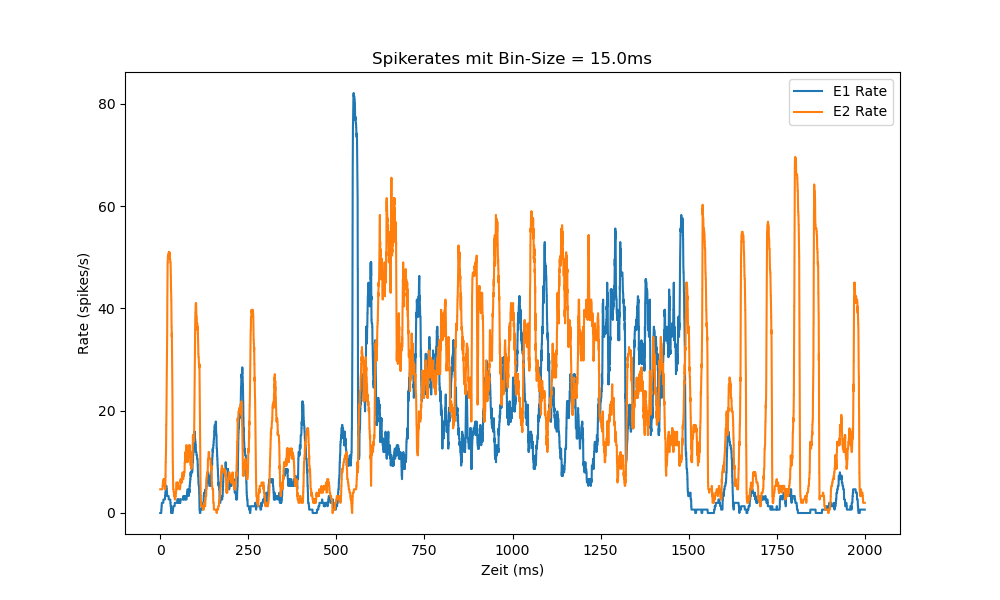 Spikerates mit Bin-Size = 15.0ms
E1 Rate
E2 Rate
Rate (spikes/s)
80
60
40
20
0
0 250 500 750 1000 1250 1500 1750 2000
Zeit (ms)